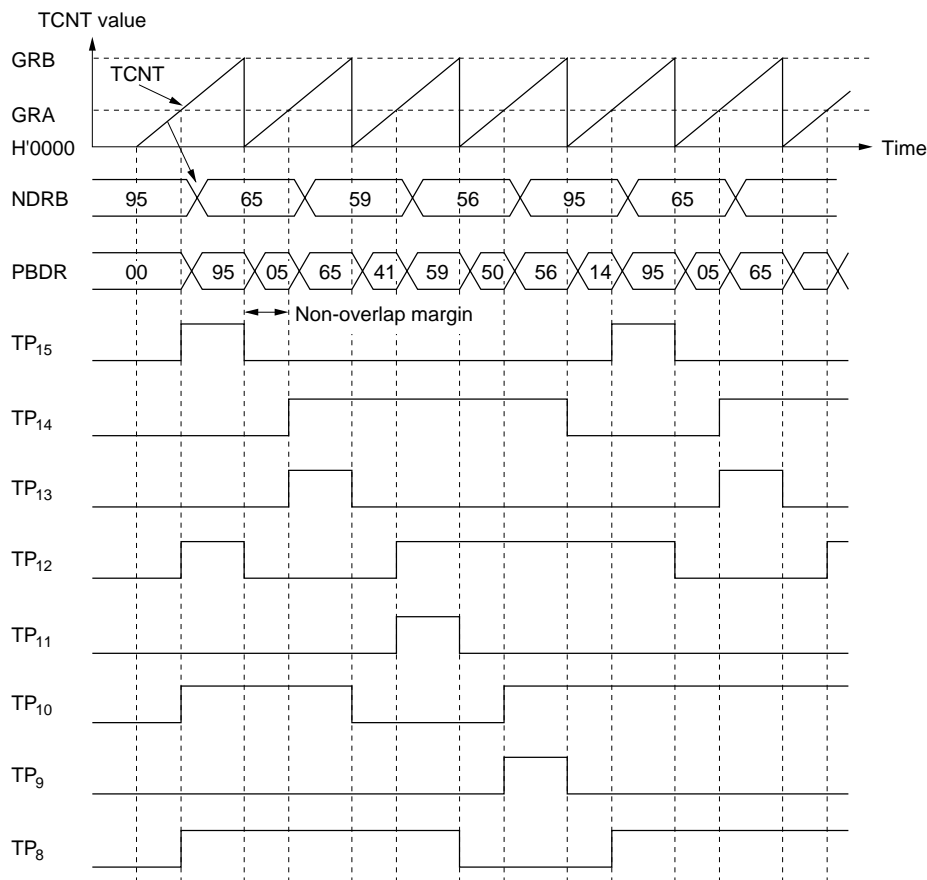 TCNT value
GRB
TCNT
GRA
H'0000
Time
NDRB 95 65 59 56 95 65
PBDR 00 95 05 65 41 59 50 56 14 95 05 65
Non-overlap margin
TP15
TP14
TP13
TP12
TP11
TP10
TP9
TP8